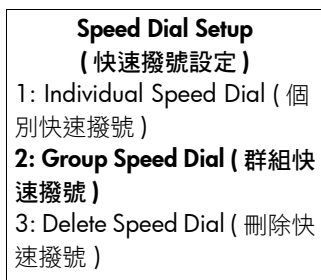 Speed Dial Setup
( 快速撥號設定 )
1: Individual Speed Dial ( 個
別快速撥號 )
2: Group Speed Dial ( 群組快
速撥號 )
3: Delete Speed Dial ( 刪除快
速撥號 )